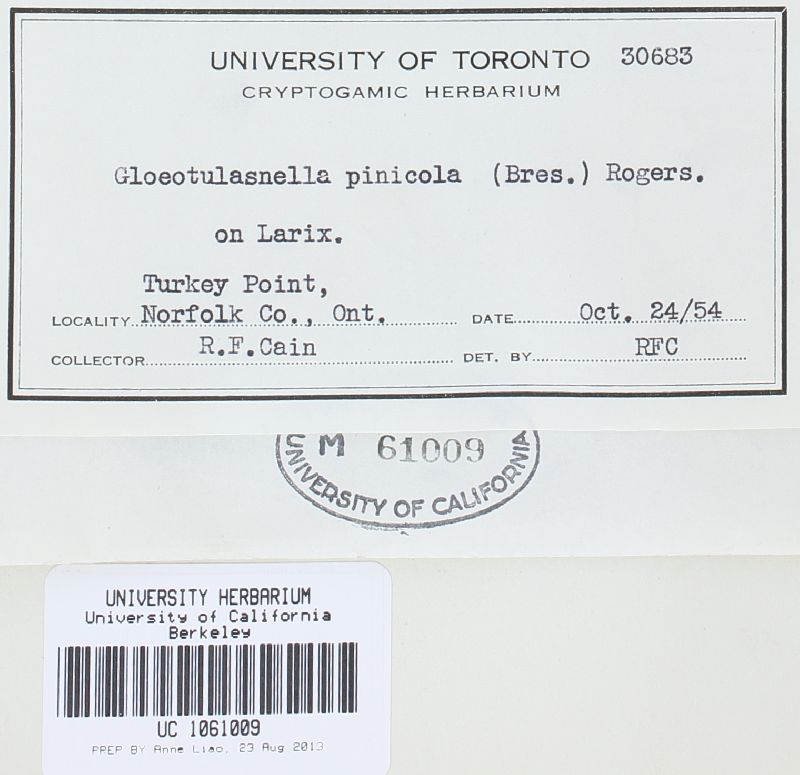 UNIVERSITY OF TORONTO 30683
CRYPTOGAMIC HERBARIUM
Gloeotulasnella pinicola (Bres.) Rogers.
on Larix.
Turkey Point,
LOCALITY Norfolk Co., Ont. DATE Oct. 24/54
COLLECTOR R.F.Cain DET. BY RFC
M 61009
UNIVERSITY OF CALIFORNIA
UNIVERSITY HERBARIUM
University of California
Berkeley
UC 1061009
PREP BY Anne Liao, 23 Aug 2013